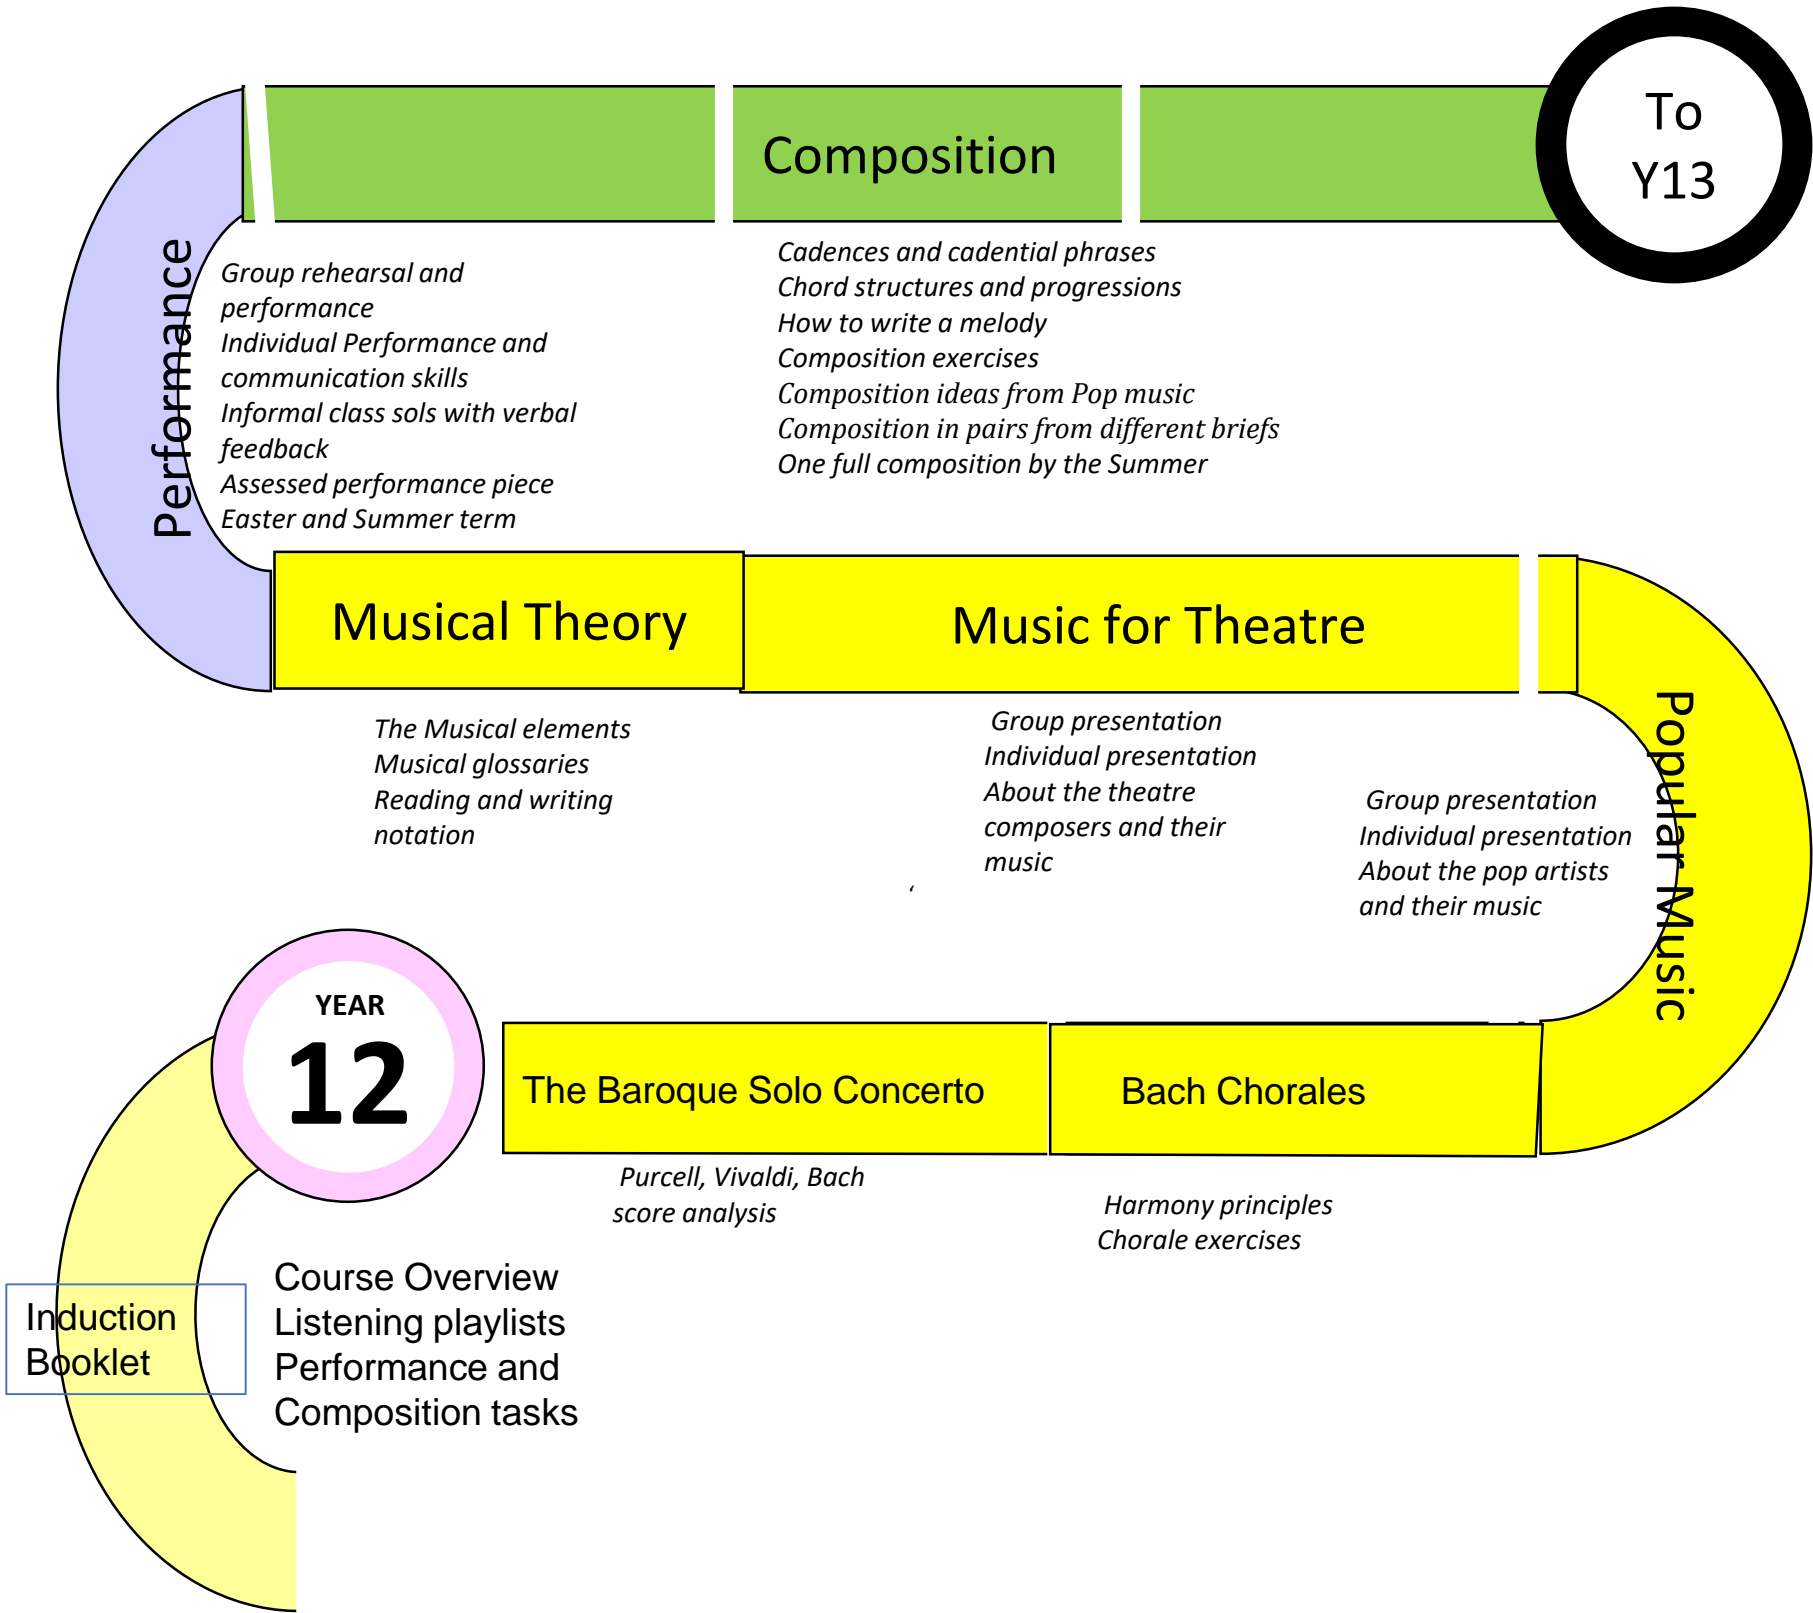 To
Y13
Composition
Cadences and cadential phrases
Chord structures and progressions
How to write a melody
Composition exercises
Composition ideas from Pop music
Composition in pairs from different briefs
One full composition by the Summer
Performance
Group rehearsal and
performance
Individual Performance and
communication skills
Informal class sols with verbal
feedback
Assessed performance piece
Easter and Summer term
Musical Theory
The Musical elements
Musical glossaries
Reading and writing
notation
Music for Theatre
Group presentation
Individual presentation
About the theatre
composers and their
music
‘
Popular Music
Group presentation
Individual presentation
About the pop artists
and their music
YEAR
12
The Baroque Solo Concerto
Purcell, Vivaldi, Bach
score analysis
Bach Chorales
Harmony principles
Chorale exercises
Induction
Booklet
Course Overview
Listening playlists
Performance and
Composition tasks